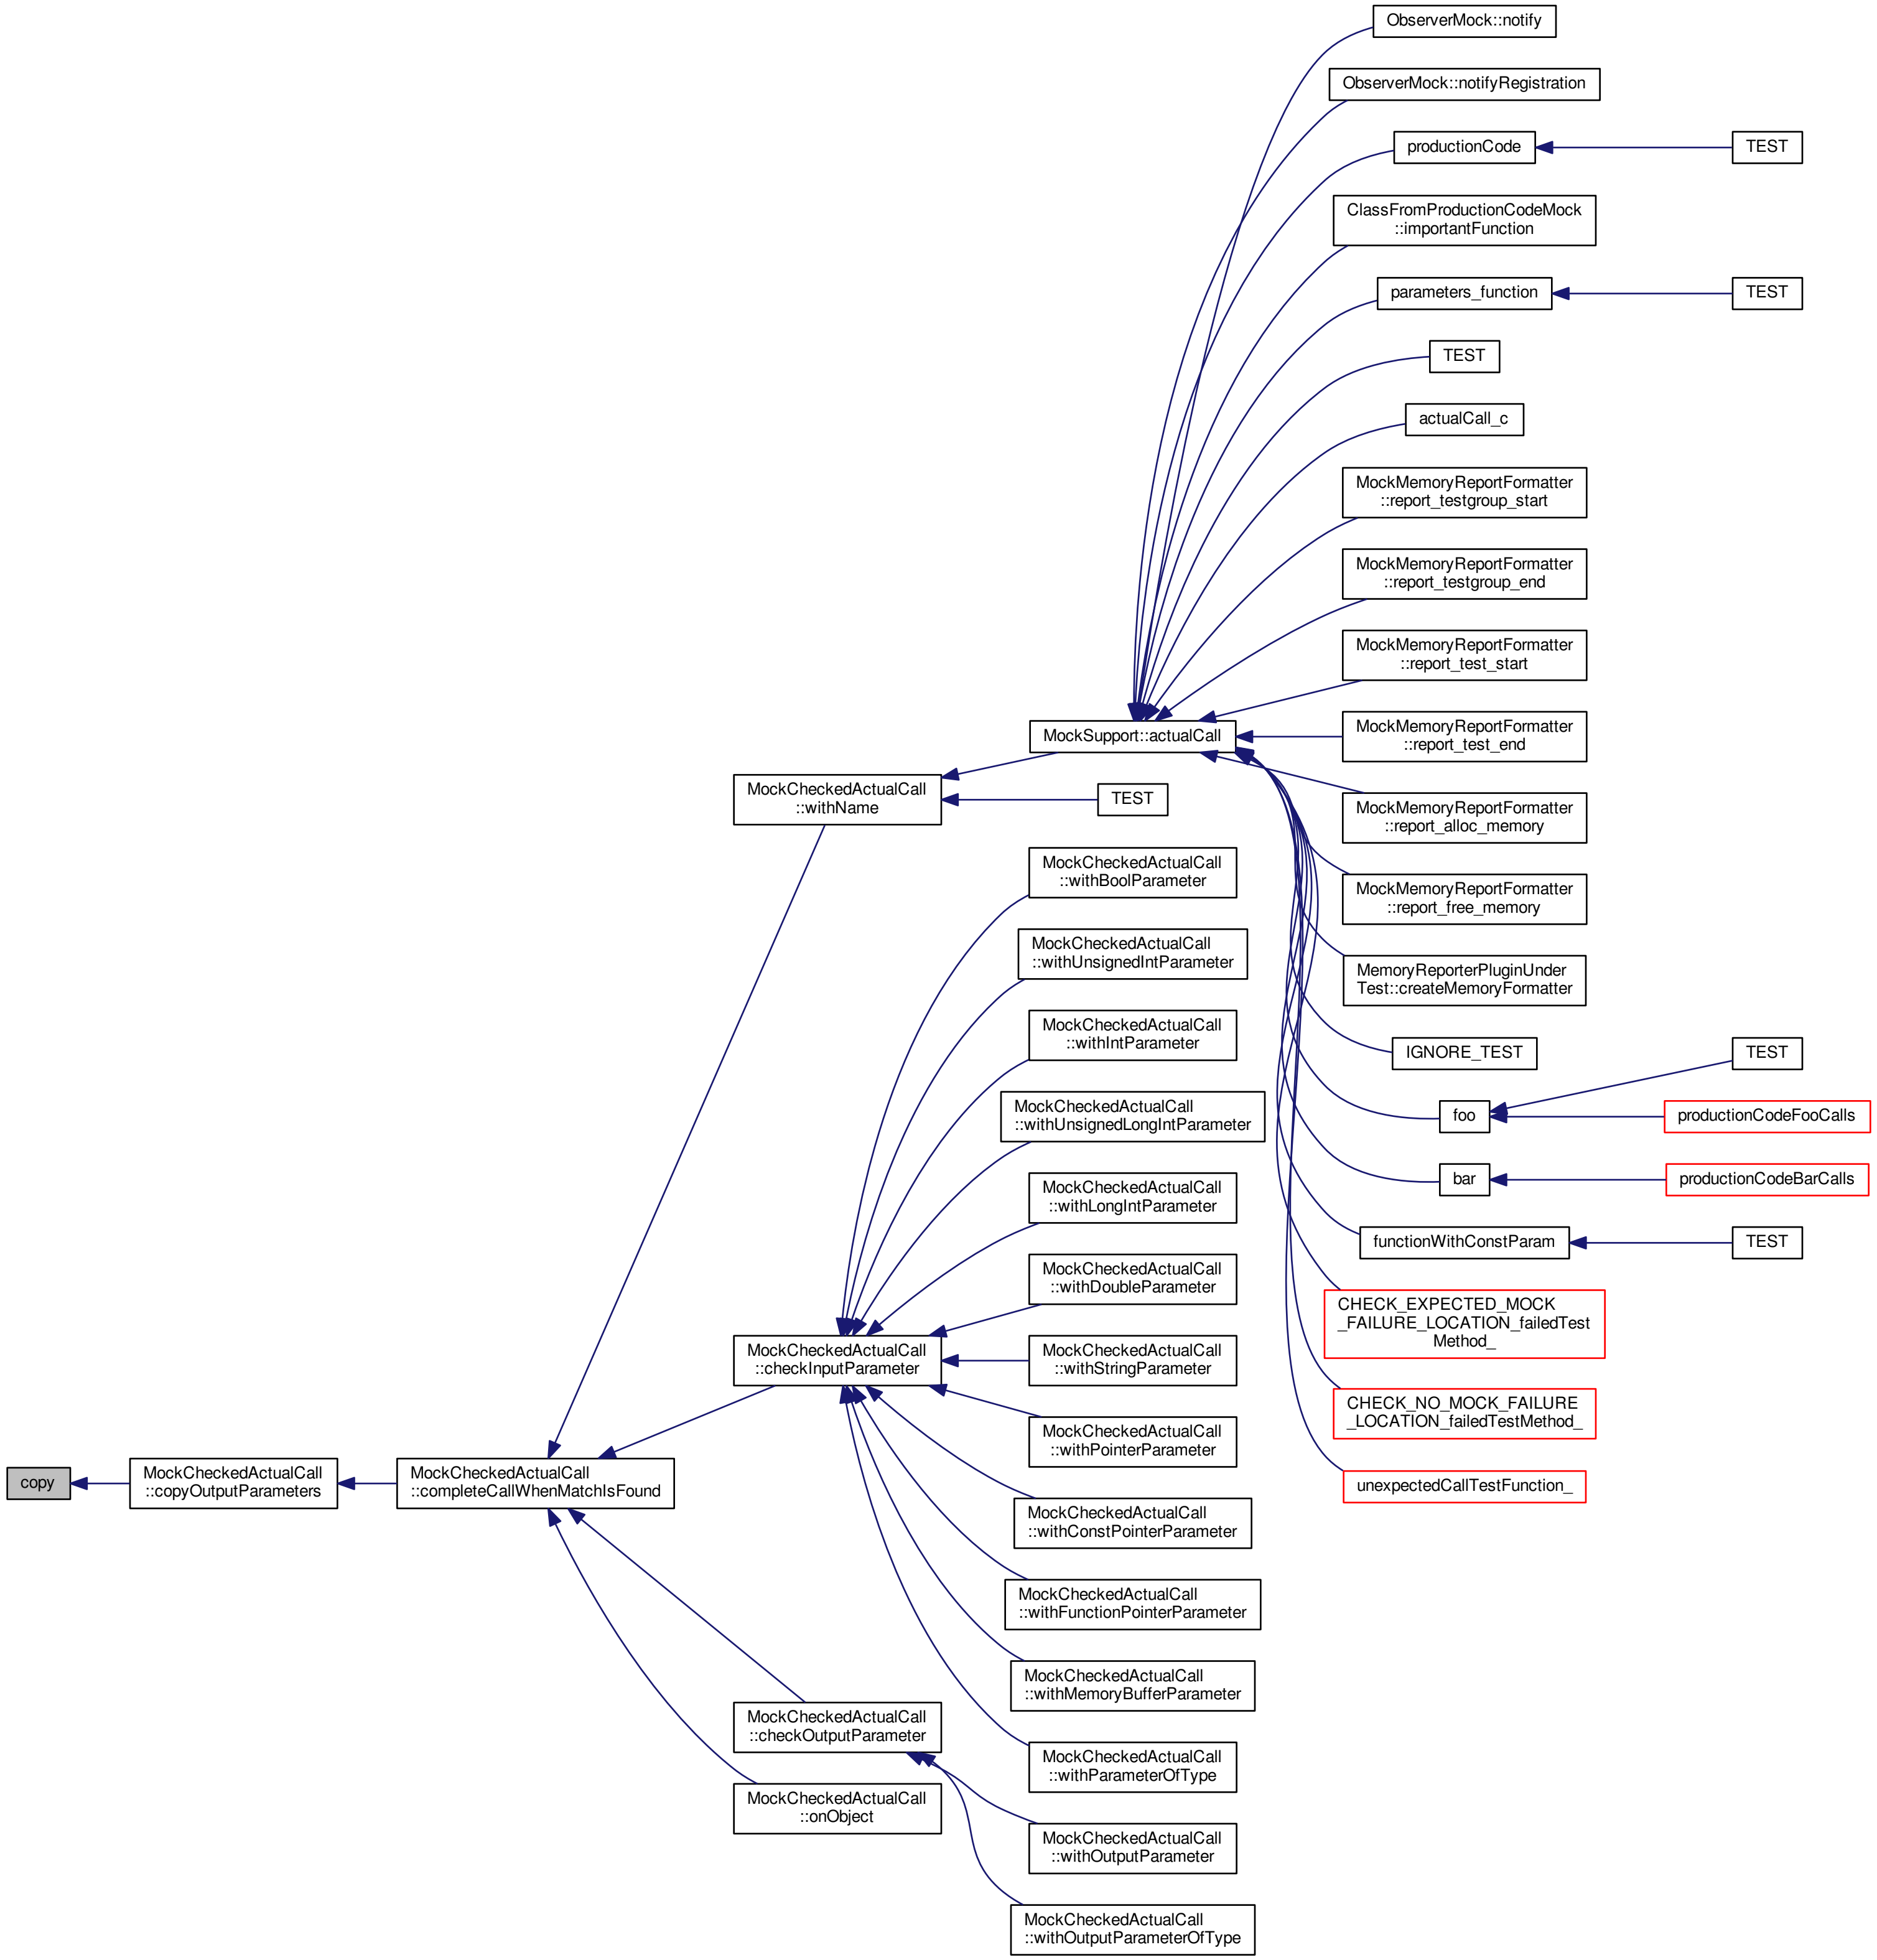 ObserverMock::notify
ObserverMock::notifyRegistration
productionCode
TEST
ClassFromProductionCodeMock
::importantFunction
parameters_function
TEST
TEST
actualCall_c
MockMemoryReportFormatter
::report_testgroup_start
MockMemoryReportFormatter
::report_testgroup_end
MockMemoryReportFormatter
::report_test_start
MockSupport::actualCall
MockMemoryReportFormatter
::report_test_end
MockCheckedActualCall
::withName
TEST
MockMemoryReportFormatter
::report_alloc_memory
MockCheckedActualCall
::withBoolParameter
MockMemoryReportFormatter
::report_free_memory
MockCheckedActualCall
::withUnsignedIntParameter
MemoryReporterPluginUnder
Test::createMemoryFormatter
MockCheckedActualCall
::withIntParameter
IGNORE_TEST
TEST
MockCheckedActualCall
::withUnsignedLongIntParameter
foo
productionCodeFooCalls
MockCheckedActualCall
::withLongIntParameter
bar
productionCodeBarCalls
functionWithConstParam
TEST
MockCheckedActualCall
::withDoubleParameter
CHECK_EXPECTED_MOCK
_FAILURE_LOCATION_failedTest
Method_
MockCheckedActualCall
::checkInputParameter
MockCheckedActualCall
::withStringParameter
CHECK_NO_MOCK_FAILURE
_LOCATION_failedTestMethod_
MockCheckedActualCall
::withPointerParameter
copy
MockCheckedActualCall
::copyOutputParameters
MockCheckedActualCall
::completeCallWhenMatchIsFound
unexpectedCallTestFunction_
MockCheckedActualCall
::withConstPointerParameter
MockCheckedActualCall
::withFunctionPointerParameter
MockCheckedActualCall
::withMemoryBufferParameter
MockCheckedActualCall
::checkOutputParameter
MockCheckedActualCall
::withParameterOfType
MockCheckedActualCall
::onObject
MockCheckedActualCall
::withOutputParameter
MockCheckedActualCall
::withOutputParameterOfType